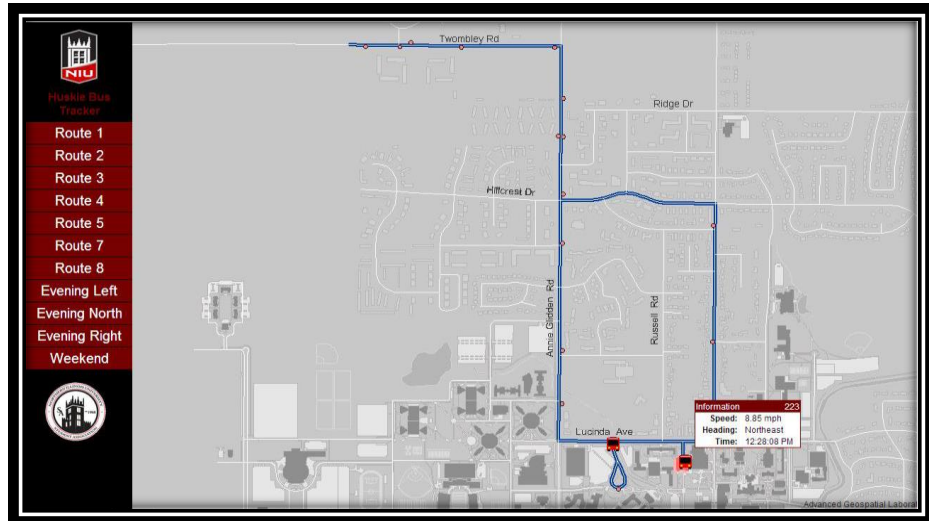 NIU
Huskie Bus
Tracker
Route 1
Route 2
Route 3
Route 4
Route 5
Route 7
Route 8
Evening Left
Evening North
Evening Right
Weekend
Twombley Rd
Ridge Dr
Hillcrest Dr
Annie Glidden Rd
Russell Rd
Lucinda Ave
Information 223
Speed: 8.85 mph
Heading: Northeast
Time: 12:28:08 PM
Advanced Geospatial Laborat